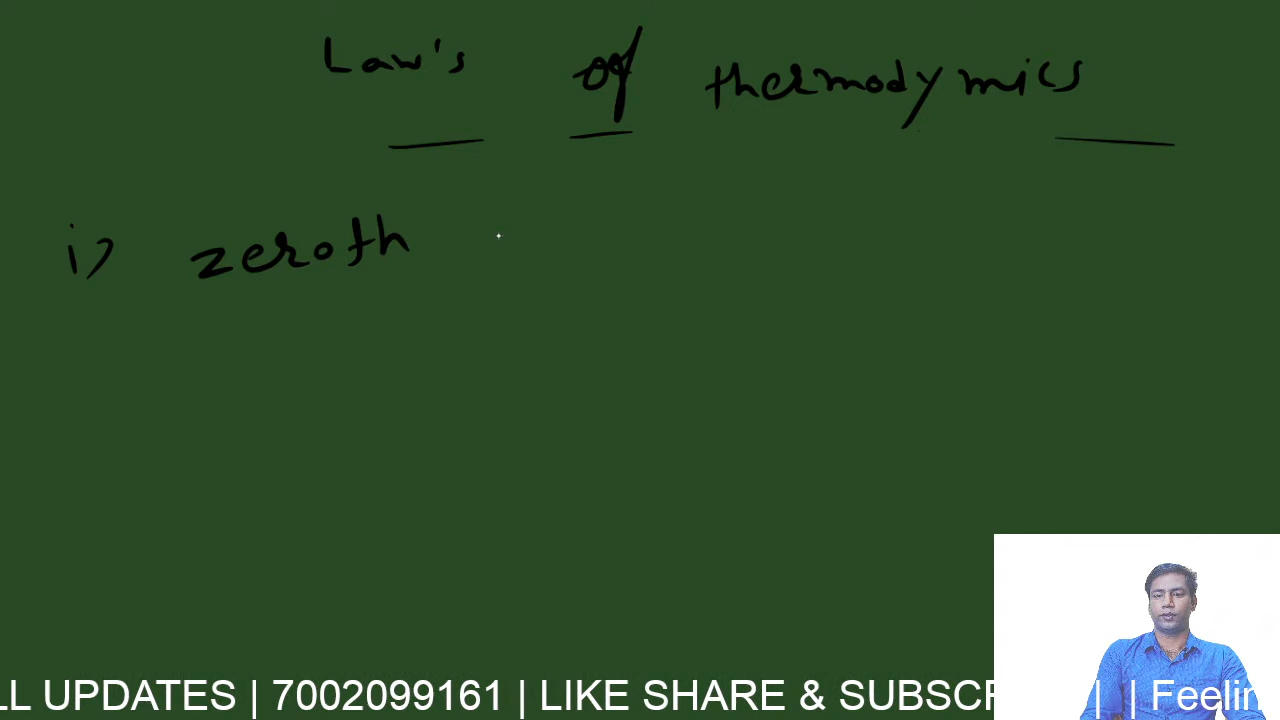 Law's of thermodymics
i) zeroth
LL UPDATES | 7002099161 | LIKE SHARE & SUBSCR | | Feelin